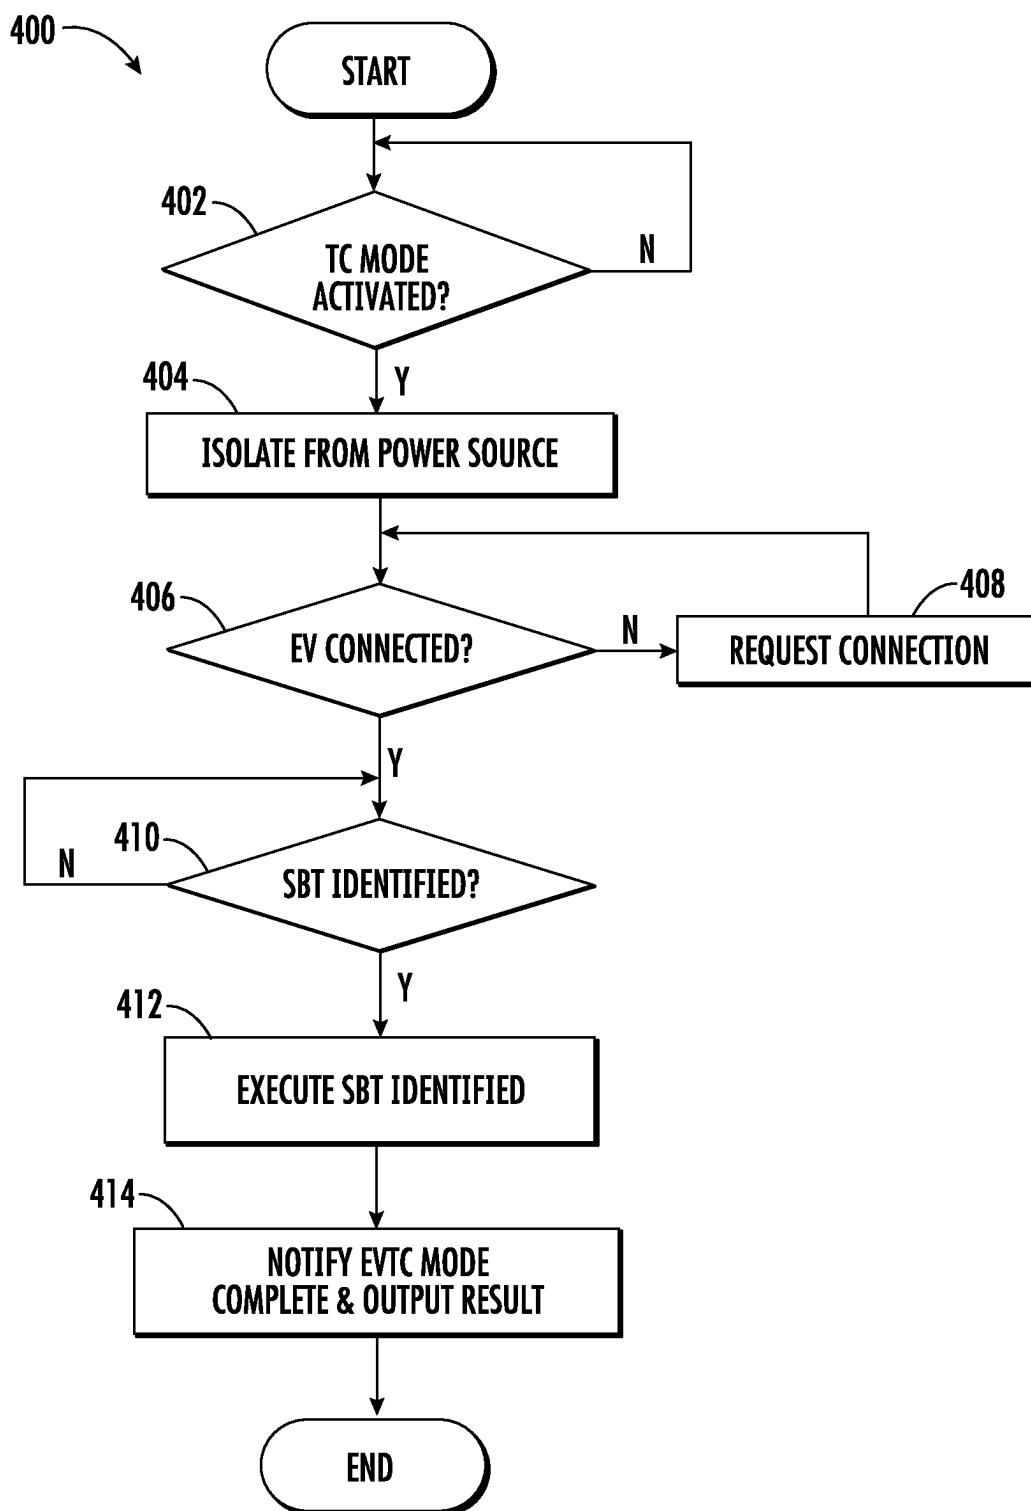 400
START
402
TC MODE
ACTIVATED?
N
Y
404
ISOLATE FROM POWER SOURCE
406
EV CONNECTED?
N
408
REQUEST CONNECTION
Y
410
N
SBT IDENTIFIED?
Y
412
EXECUTE SBT IDENTIFIED
414
NOTIFY EVTC MODE
COMPLETE & OUTPUT RESULT
END